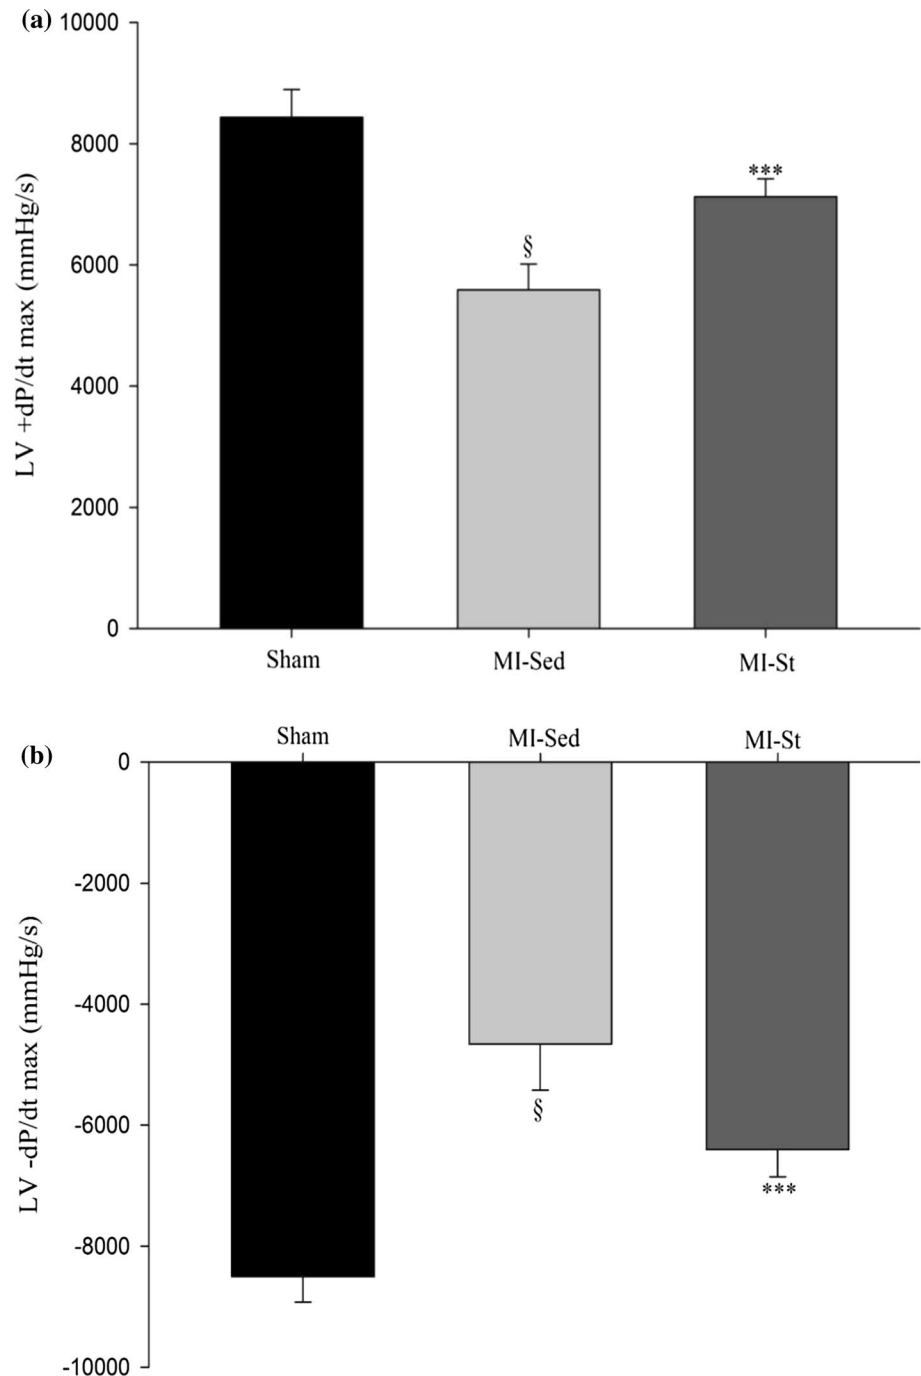 (a)
10000
8000
6000
4000
2000
0
LV +dP/dt max (mmHg/s)
§
***
Sham MI-Sed MI-St
(b)
Sham MI-Sed MI-St
0
-2000
-4000
-6000
-8000
-10000
LV -dP/dt max (mmHg/s)
§
***